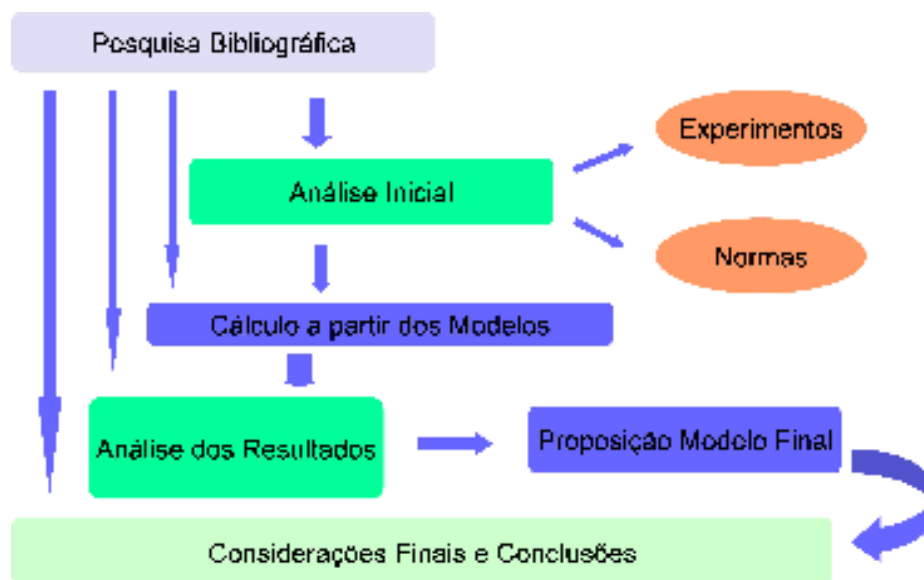 Pesquisa Bibliográfica
Experimentos
Análise Inicial
Normas
Cálculo a partir dos Modelos
Análise dos Resultados
Proposição Modelo Final
Considerações Finais e Conclusões